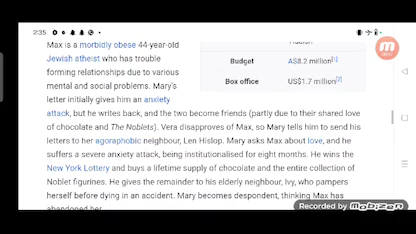 2:35
Max is a morbidly obese 44-year-old
Jewish atheist who has trouble
forming relationships due to various
mental and social problems. Mary's
letter initially gives him an anxiety
Budget A$8.2 million[1]
Box office US$1.7 million[2]
attack, but he writes back, and the two become friends (partly due to their shared love
of chocolate and The Noblets). Vera disapproves of Max, so Mary tells him to send his
letters to her agoraphobic neighbour, Len Hislop. Mary asks Max about love, and he
suffers a severe anxiety attack, being institutionalised for eight months. He wins the
New York Lottery and buys a lifetime supply of chocolate and the entire collection of
Noblet figurines. He gives the remainder to his elderly neighbour, Ivy, who pampers
herself before dying in an accident. Mary becomes despondent, thinking Max has
abandoned her
Recorded by Mobizen